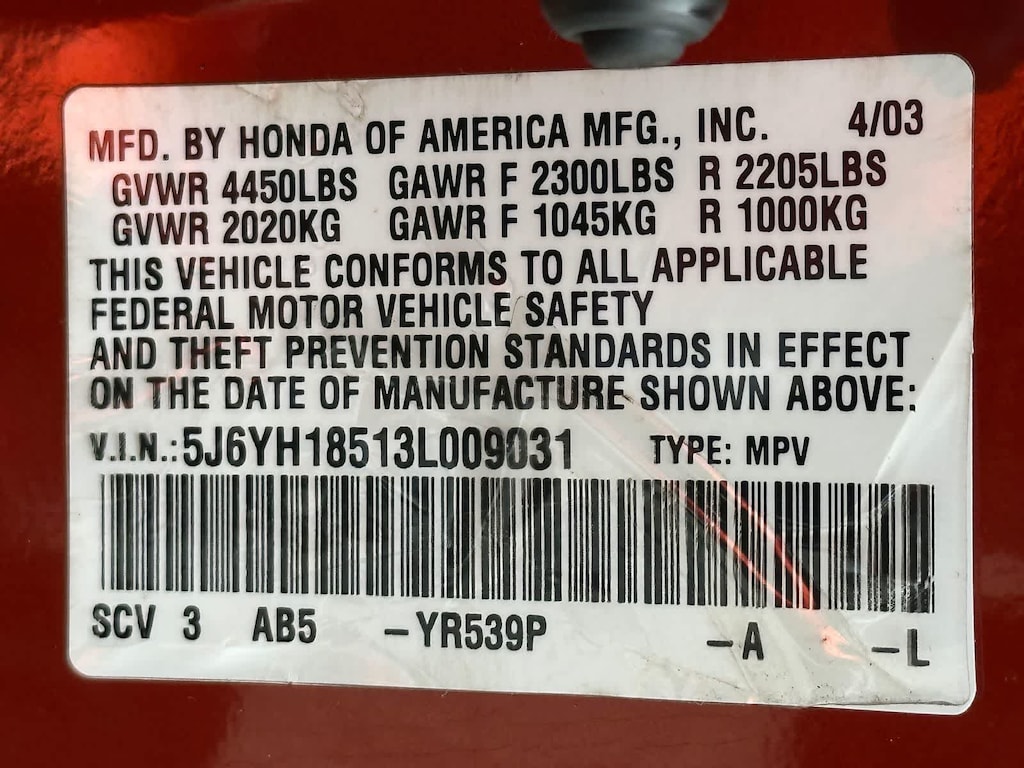 MFD. BY HONDA OF AMERICA MFG., INC. 4/03
GVWR 4450LBS GAWR F 2300LBS R 2205LBS
GVWR 2020KG GAWR F 1045KG R 1000KG
THIS VEHICLE CONFORMS TO ALL APPLICABLE
FEDERAL MOTOR VEHICLE SAFETY
AND THEFT PREVENTION STANDARDS IN EFFECT
ON THE DATE OF MANUFACTURE SHOWN ABOVE:
V.I.N.:5J6YH18513L009031 TYPE: MPV
SCV 3 AB5 –YR539P –A –L